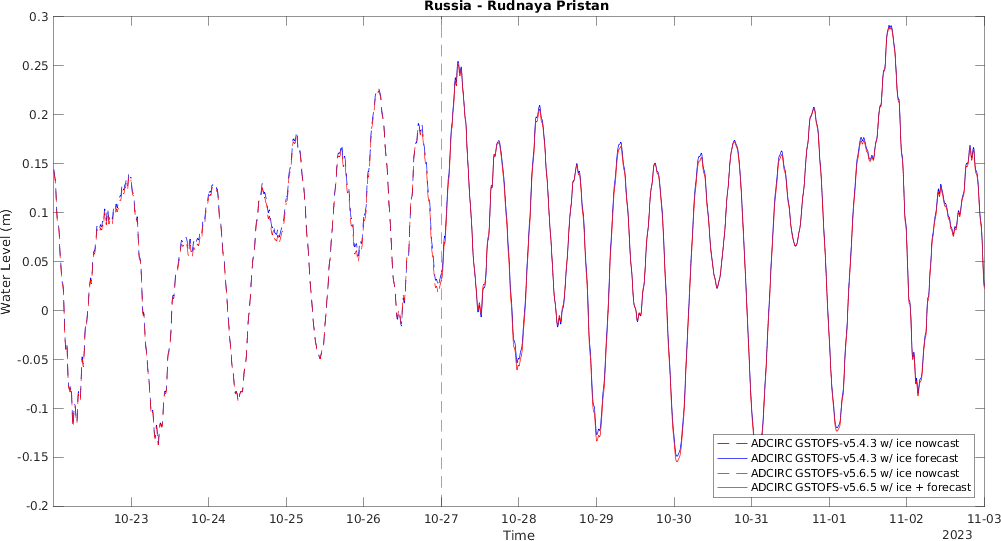 Russia - Rudnaya Pristan
0.3
0.25
0.2
0.15
0.1
0.05
0
-0.05
-0.1
-0.15
-0.2
Water Level (m)
ADCIRC GSTOFS-v5.4.3 w/ ice nowcast
ADCIRC GSTOFS-v5.4.3 w/ ice forecast
ADCIRC GSTOFS-v5.6.5 w/ ice nowcast
ADCIRC GSTOFS-v5.6.5 w/ ice + forecast
10-23 10-24 10-25 10-26 10-27 10-28 10-29 10-30 10-31 11-01 11-02 11-03
Time
2023